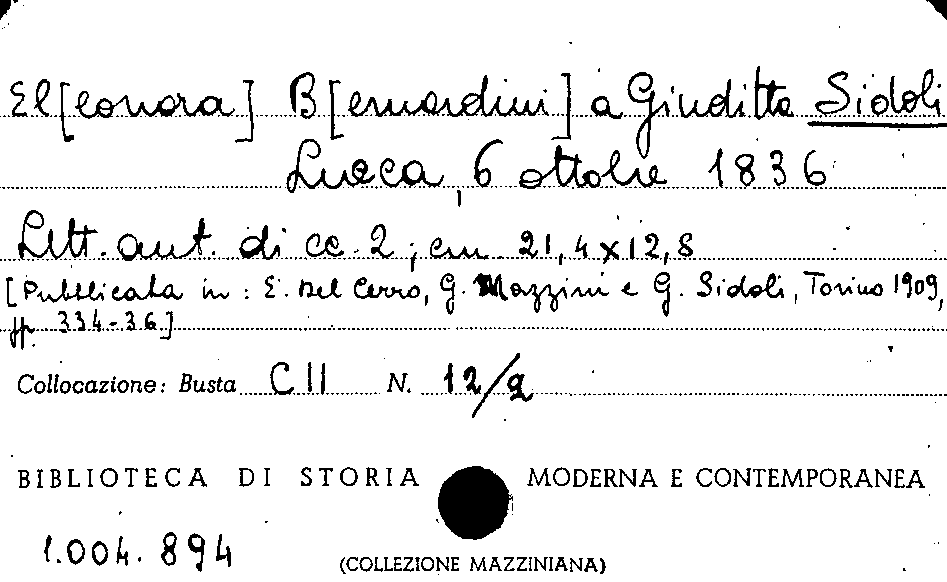 El[eonora] B[ernardini] a Giuditta Sidoli
Lucca, 6 ottobre 1836
Lett. aut. di cc. 2; cm. 21,4x12,8
[Pubblicata in: E. Del Cerro, G. Mazzini e G. Sidoli, Torino 1909,
pp. 334-36]
Collocazione: Busta CII N. 12/2
BIBLIOTECA DI STORIA MODERNA E CONTEMPORANEA
1.004.894
(COLLEZIONE MAZZINIANA)